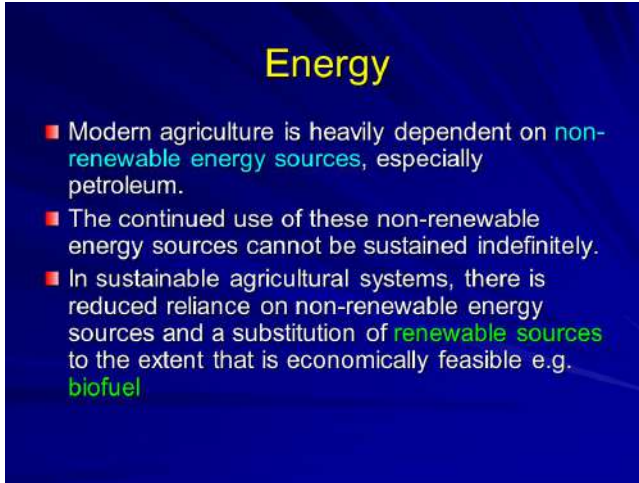 Energy
Modern agriculture is heavily dependent on non-
renewable energy sources, especially
petroleum.
The continued use of these non-renewable
energy sources cannot be sustained indefinitely.
In sustainable agricultural systems, there is
reduced reliance on non-renewable energy
sources and a substitution of renewable sources
to the extent that is economically feasible e.g.
biofuel